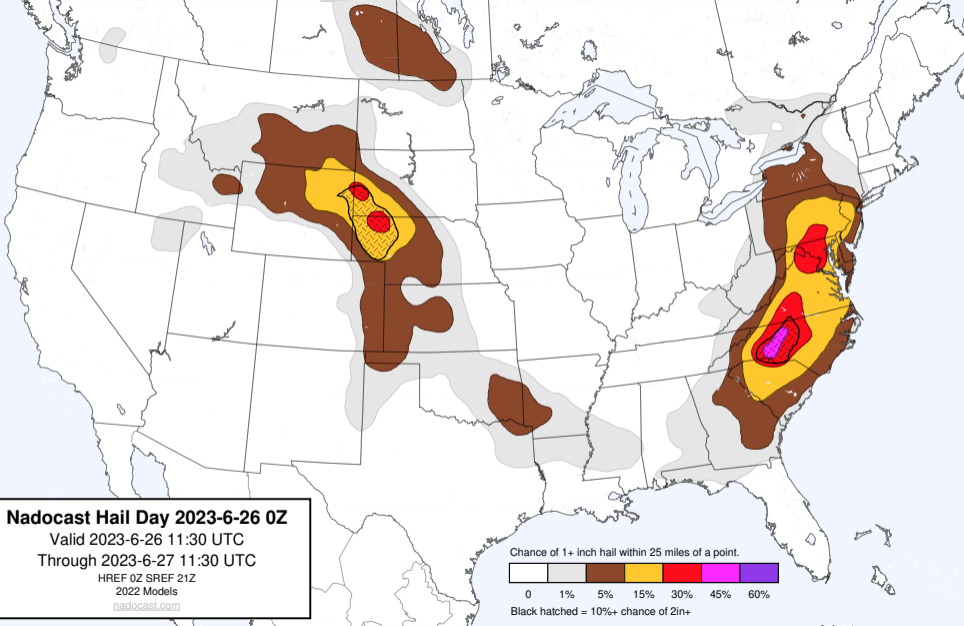 Nadocast Hail Day 2023-6-26 0Z
Valid 2023-6-26 11:30 UTC
Through 2023-6-27 11:30 UTC
HREF 0Z SREF 21Z
2022 Models
nadocast.com
Chance of 1+ inch hail within 25 miles of a point.
0 1% 5% 15% 30% 45% 60%
Black hatched = 10%+ chance of 2in+